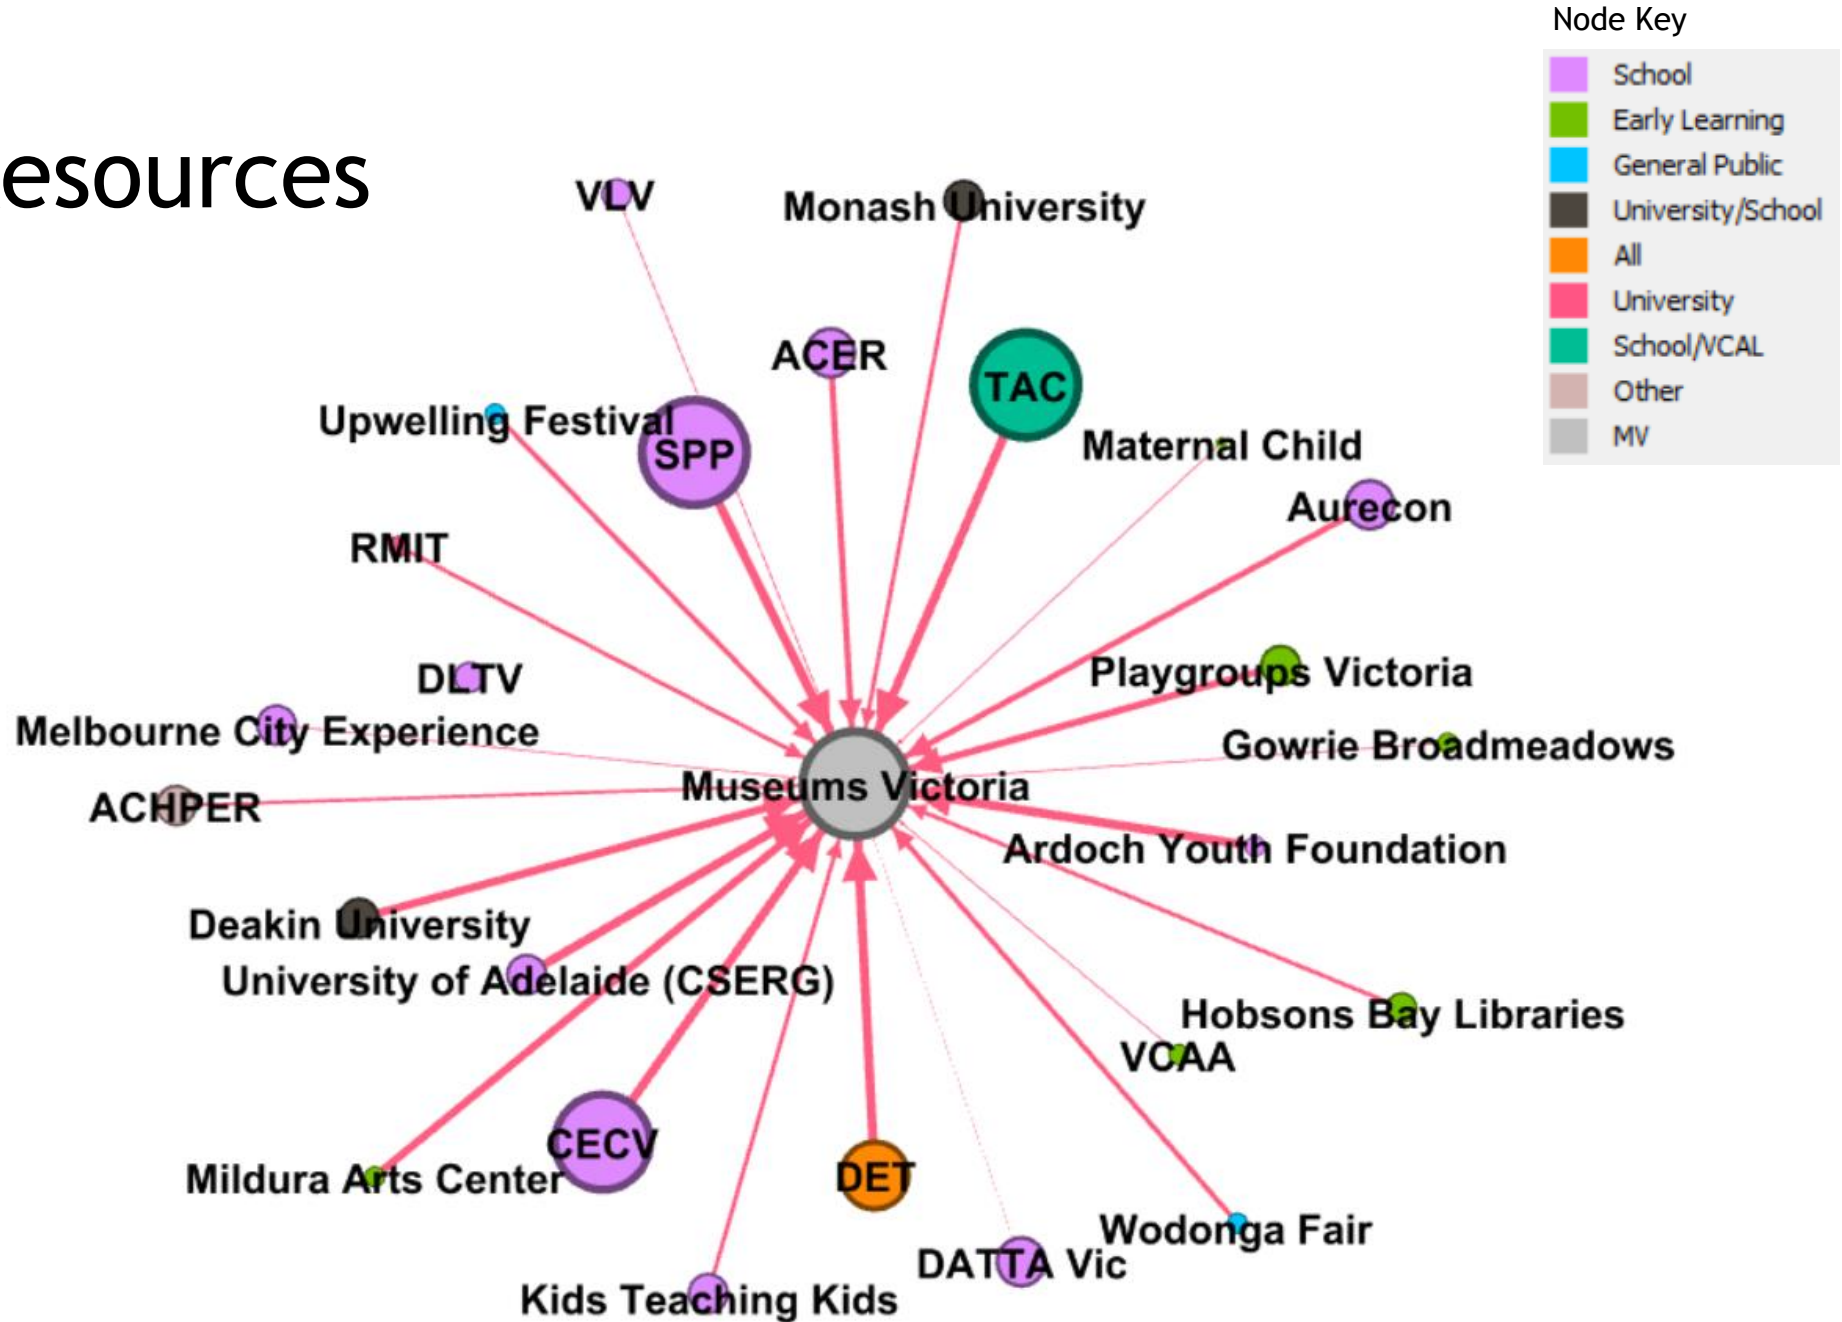 Node Key
School
Early Learning
General Public
University/School
All
University
School/VCAL
Other
MV
esources
VLV
Monash University
ACER
TAC
Upwelling Festival
SPP
Maternal Child
Aurecon
RMIT
DLTV
Playgroups Victoria
Melbourne City Experience
Gowrie Broadmeadows
Museums Victoria
ACHPER
Ardoch Youth Foundation
Deakin University
University of Adelaide (CSERG)
Hobsons Bay Libraries
VCAA
CECV
Mildura Arts Center
DET
Wodonga Fair
DATTA Vic
Kids Teaching Kids